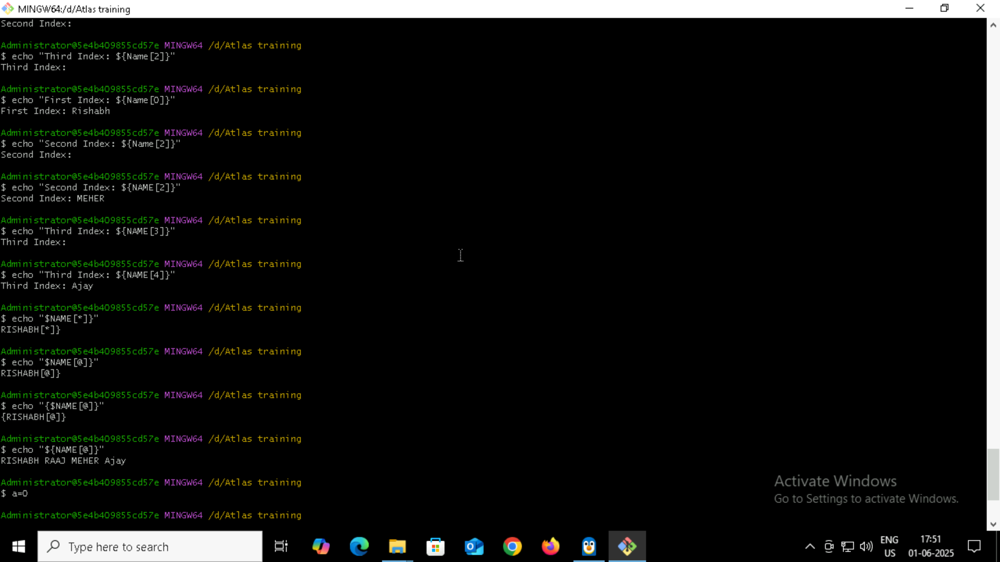 MINGW64:/d/Atlas training
Second Index:
Administrator@5e4b409855cd57e MINGW64 /d/Atlas training
$ echo "Third Index: ${Name[2]}"
Third Index:
Administrator@5e4b409855cd57e MINGW64 /d/Atlas training
$ echo "First Index: ${Name[0]}"
First Index: Rishabh
Administrator@5e4b409855cd57e MINGW64 /d/Atlas training
$ echo "Second Index: ${Name[2]}"
Second Index:
Administrator@5e4b409855cd57e MINGW64 /d/Atlas training
$ echo "Second Index: ${NAME[2]}"
Second Index: MEHER
Administrator@5e4b409855cd57e MINGW64 /d/Atlas training
$ echo "Third Index: ${NAME[3]}"
Third Index:
Administrator@5e4b409855cd57e MINGW64 /d/Atlas training
$ echo "Third Index: ${NAME[4]}"
Third Index: Ajay
Administrator@5e4b409855cd57e MINGW64 /d/Atlas training
$ echo "$NAME[*]}"
RISHABH[*]}
Administrator@5e4b409855cd57e MINGW64 /d/Atlas training
$ echo "$NAME[@]}"
RISHABH[@]}
Administrator@5e4b409855cd57e MINGW64 /d/Atlas training
$ echo "{$NAME[@]}"
{RISHABH[@]}
Administrator@5e4b409855cd57e MINGW64 /d/Atlas training
$ echo "${NAME[@]}"
RISHABH RAAJ MEHER Ajay
Administrator@5e4b409855cd57e MINGW64 /d/Atlas training
$ a=0
Administrator@5e4b409855cd57e MINGW64 /d/Atlas training
Activate Windows
Go to Settings to activate Windows.
Type here to search
ENG
US
17:51
01-06-2025